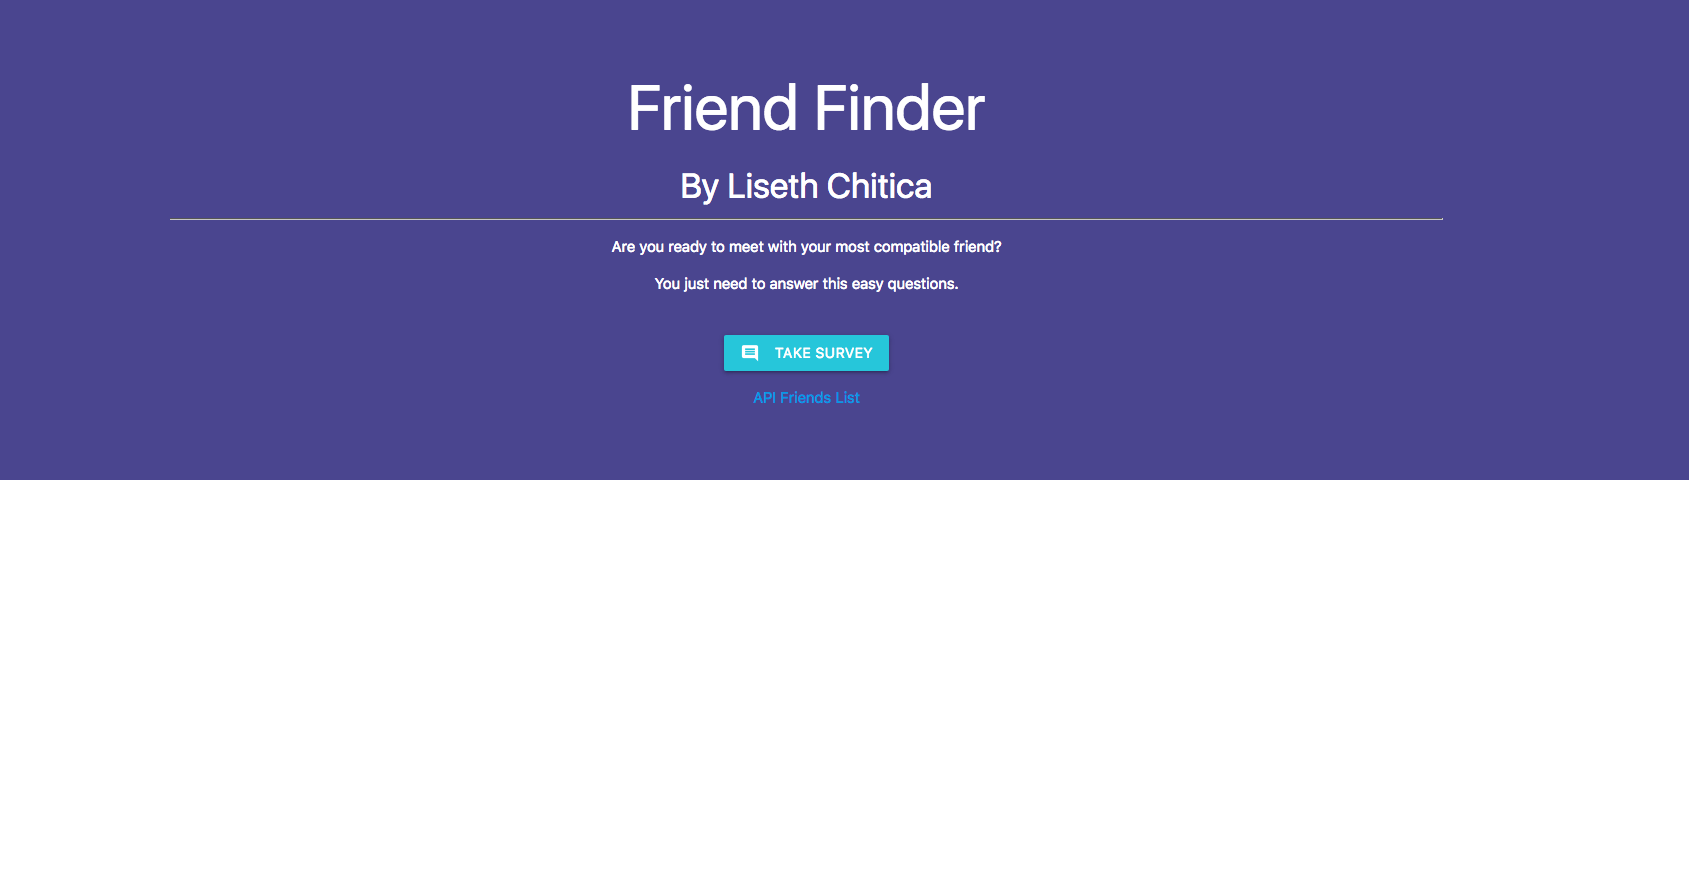 Friend Finder
By Liseth Chitica
Are you ready to meet with your most compatible friend?
You just need to answer this easy questions.
TAKE SURVEY
API Friends List